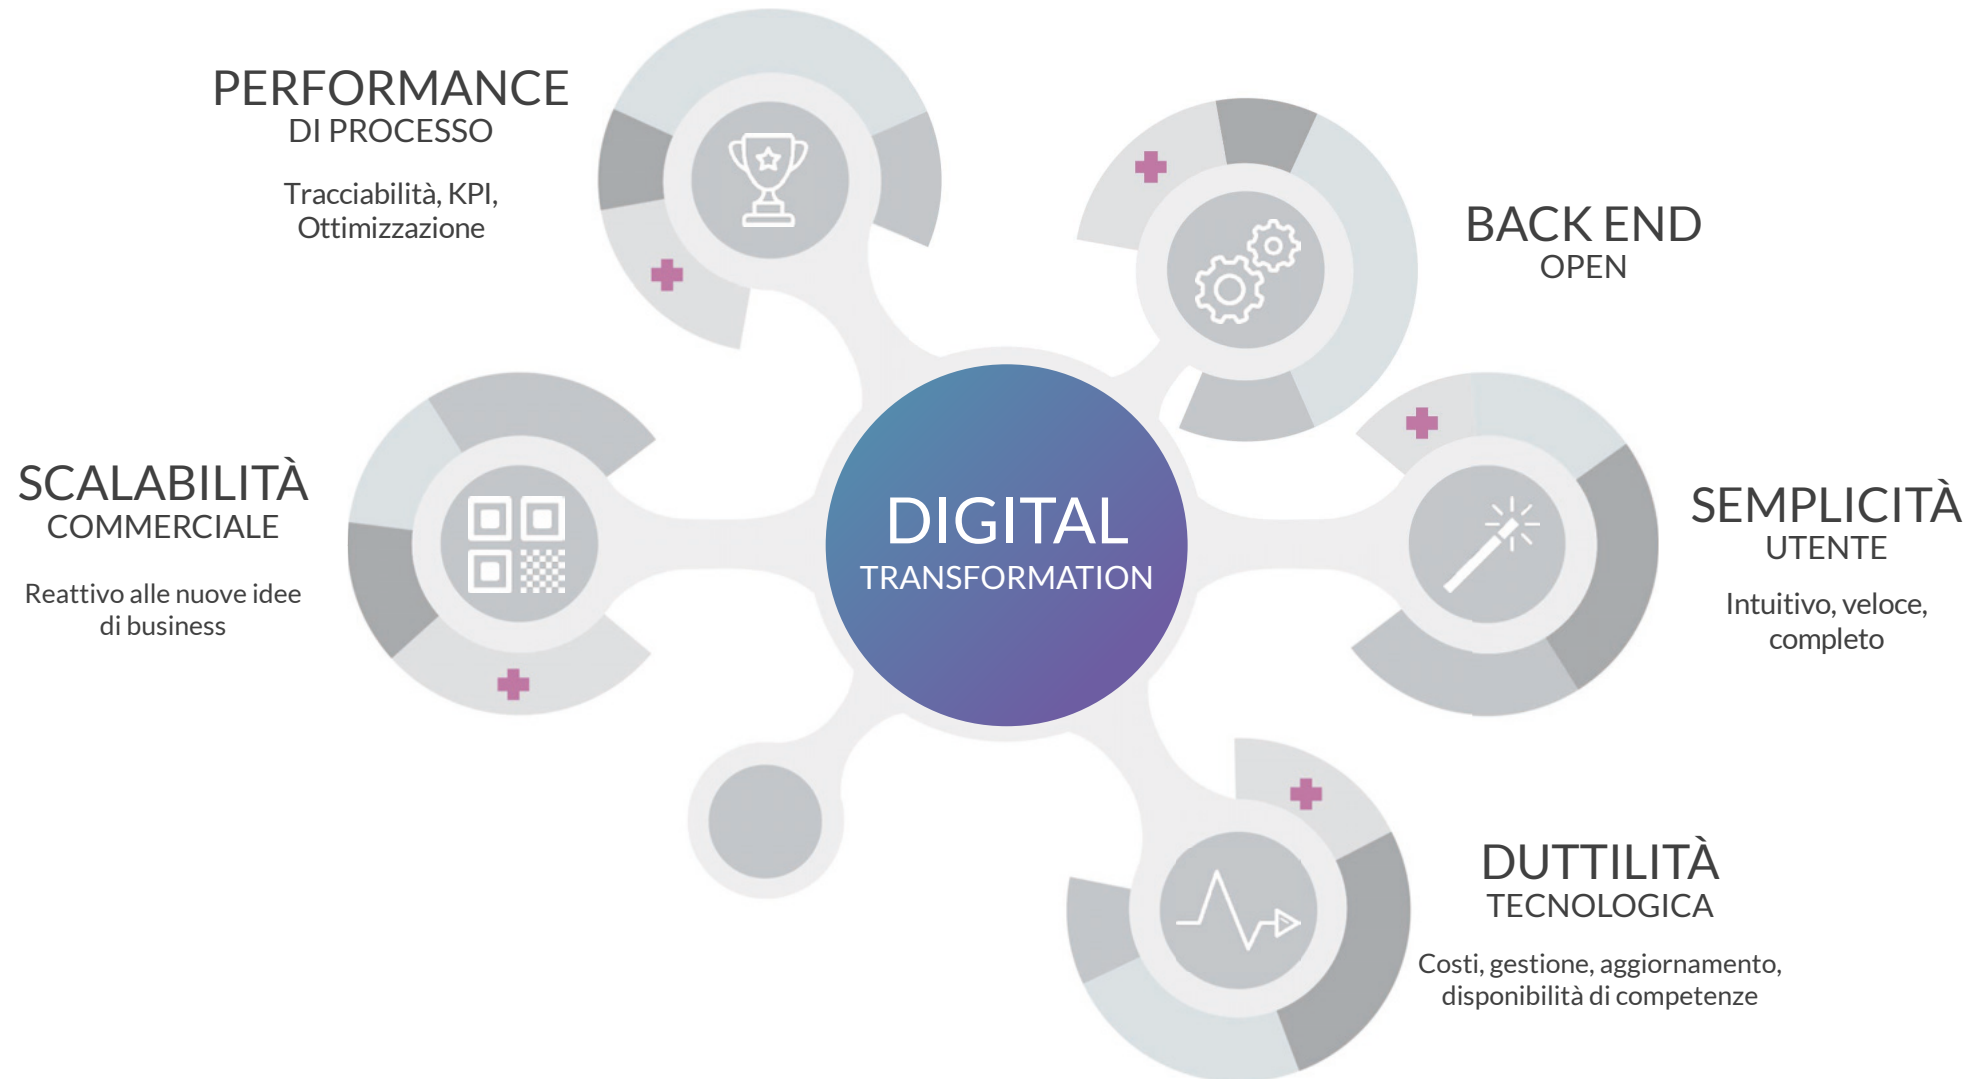 PERFORMANCE
DI PROCESSO
Tracciabilità, KPI,
Ottimizzazione
BACK END
OPEN
SCALABILITÀ
COMMERCIALE
Reattivo alle nuove idee
di business
DIGITAL
TRANSFORMATION
SEMPLICITÀ
UTENTE
Intuitivo, veloce,
completo
DUTTILITÀ
TECNOLOGICA
Costi, gestione, aggiornamento,
disponibilità di competenze